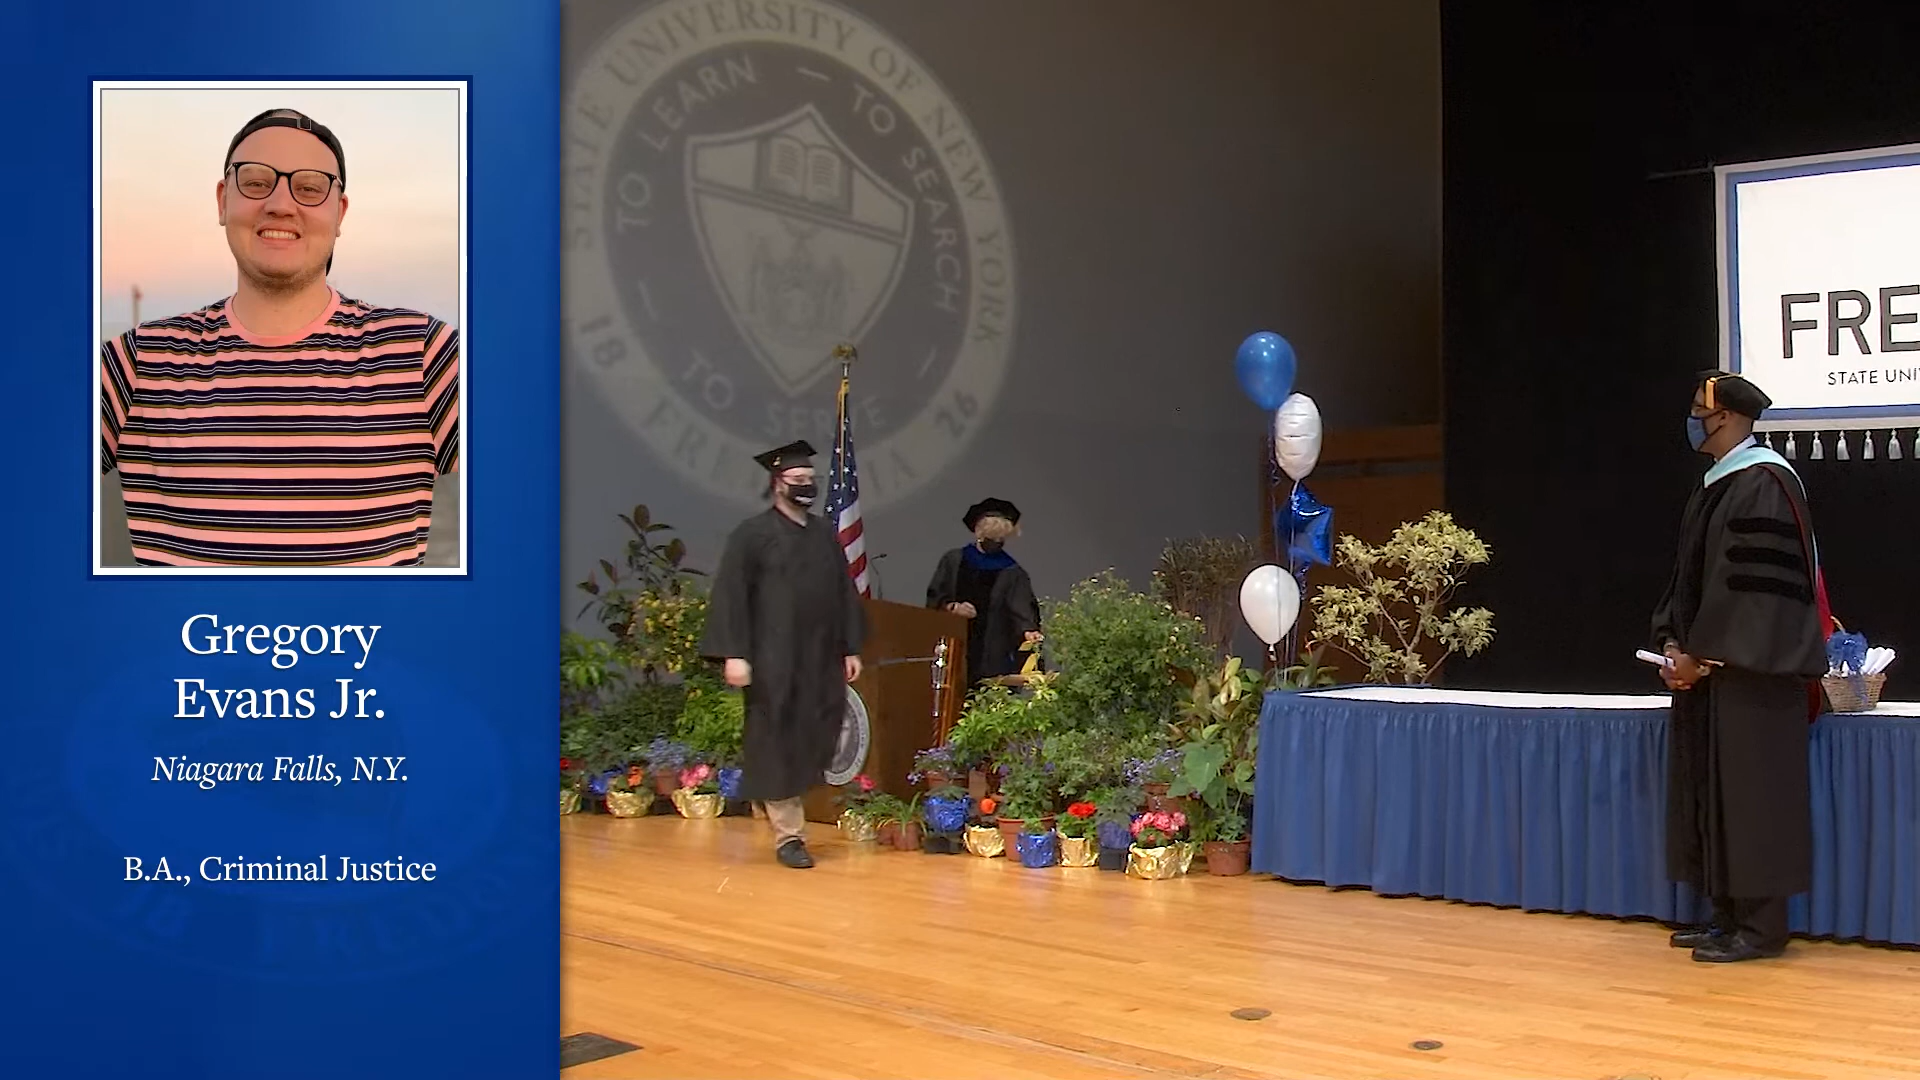 Gregory
Evans Jr.
Niagara Falls, N.Y.
B.A., Criminal Justice
STATE UNIVERSITY OF NEW YORK
TO LEARN — TO SEARCH — TO SERVE —
18 FREDONIA 26
FRE
STATE UNI